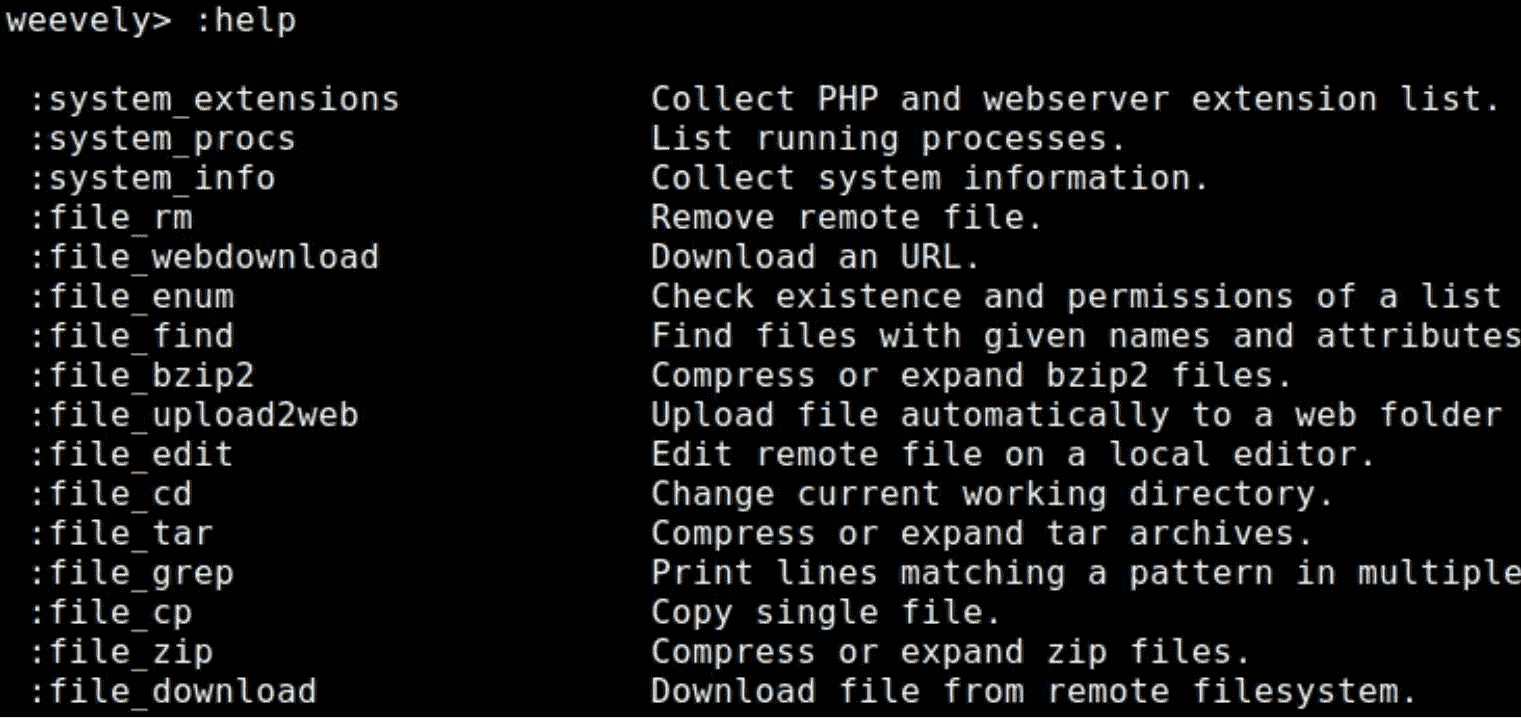 weevely> :help
:system_extensions Collect PHP and webserver extension list.
:system_procs List running processes.
:system_info Collect system information.
:file_rm Remove remote file.
:file_webdownload Download an URL.
:file_enum Check existence and permissions of a list
:file_find Find files with given names and attributes
:file_bzip2 Compress or expand bzip2 files.
:file_upload2web Upload file automatically to a web folder
:file_edit Edit remote file on a local editor.
:file_cd Change current working directory.
:file_tar Compress or expand tar archives.
:file_grep Print lines matching a pattern in multiple
:file_cp Copy single file.
:file_zip Compress or expand zip files.
:file_download Download file from remote filesystem.